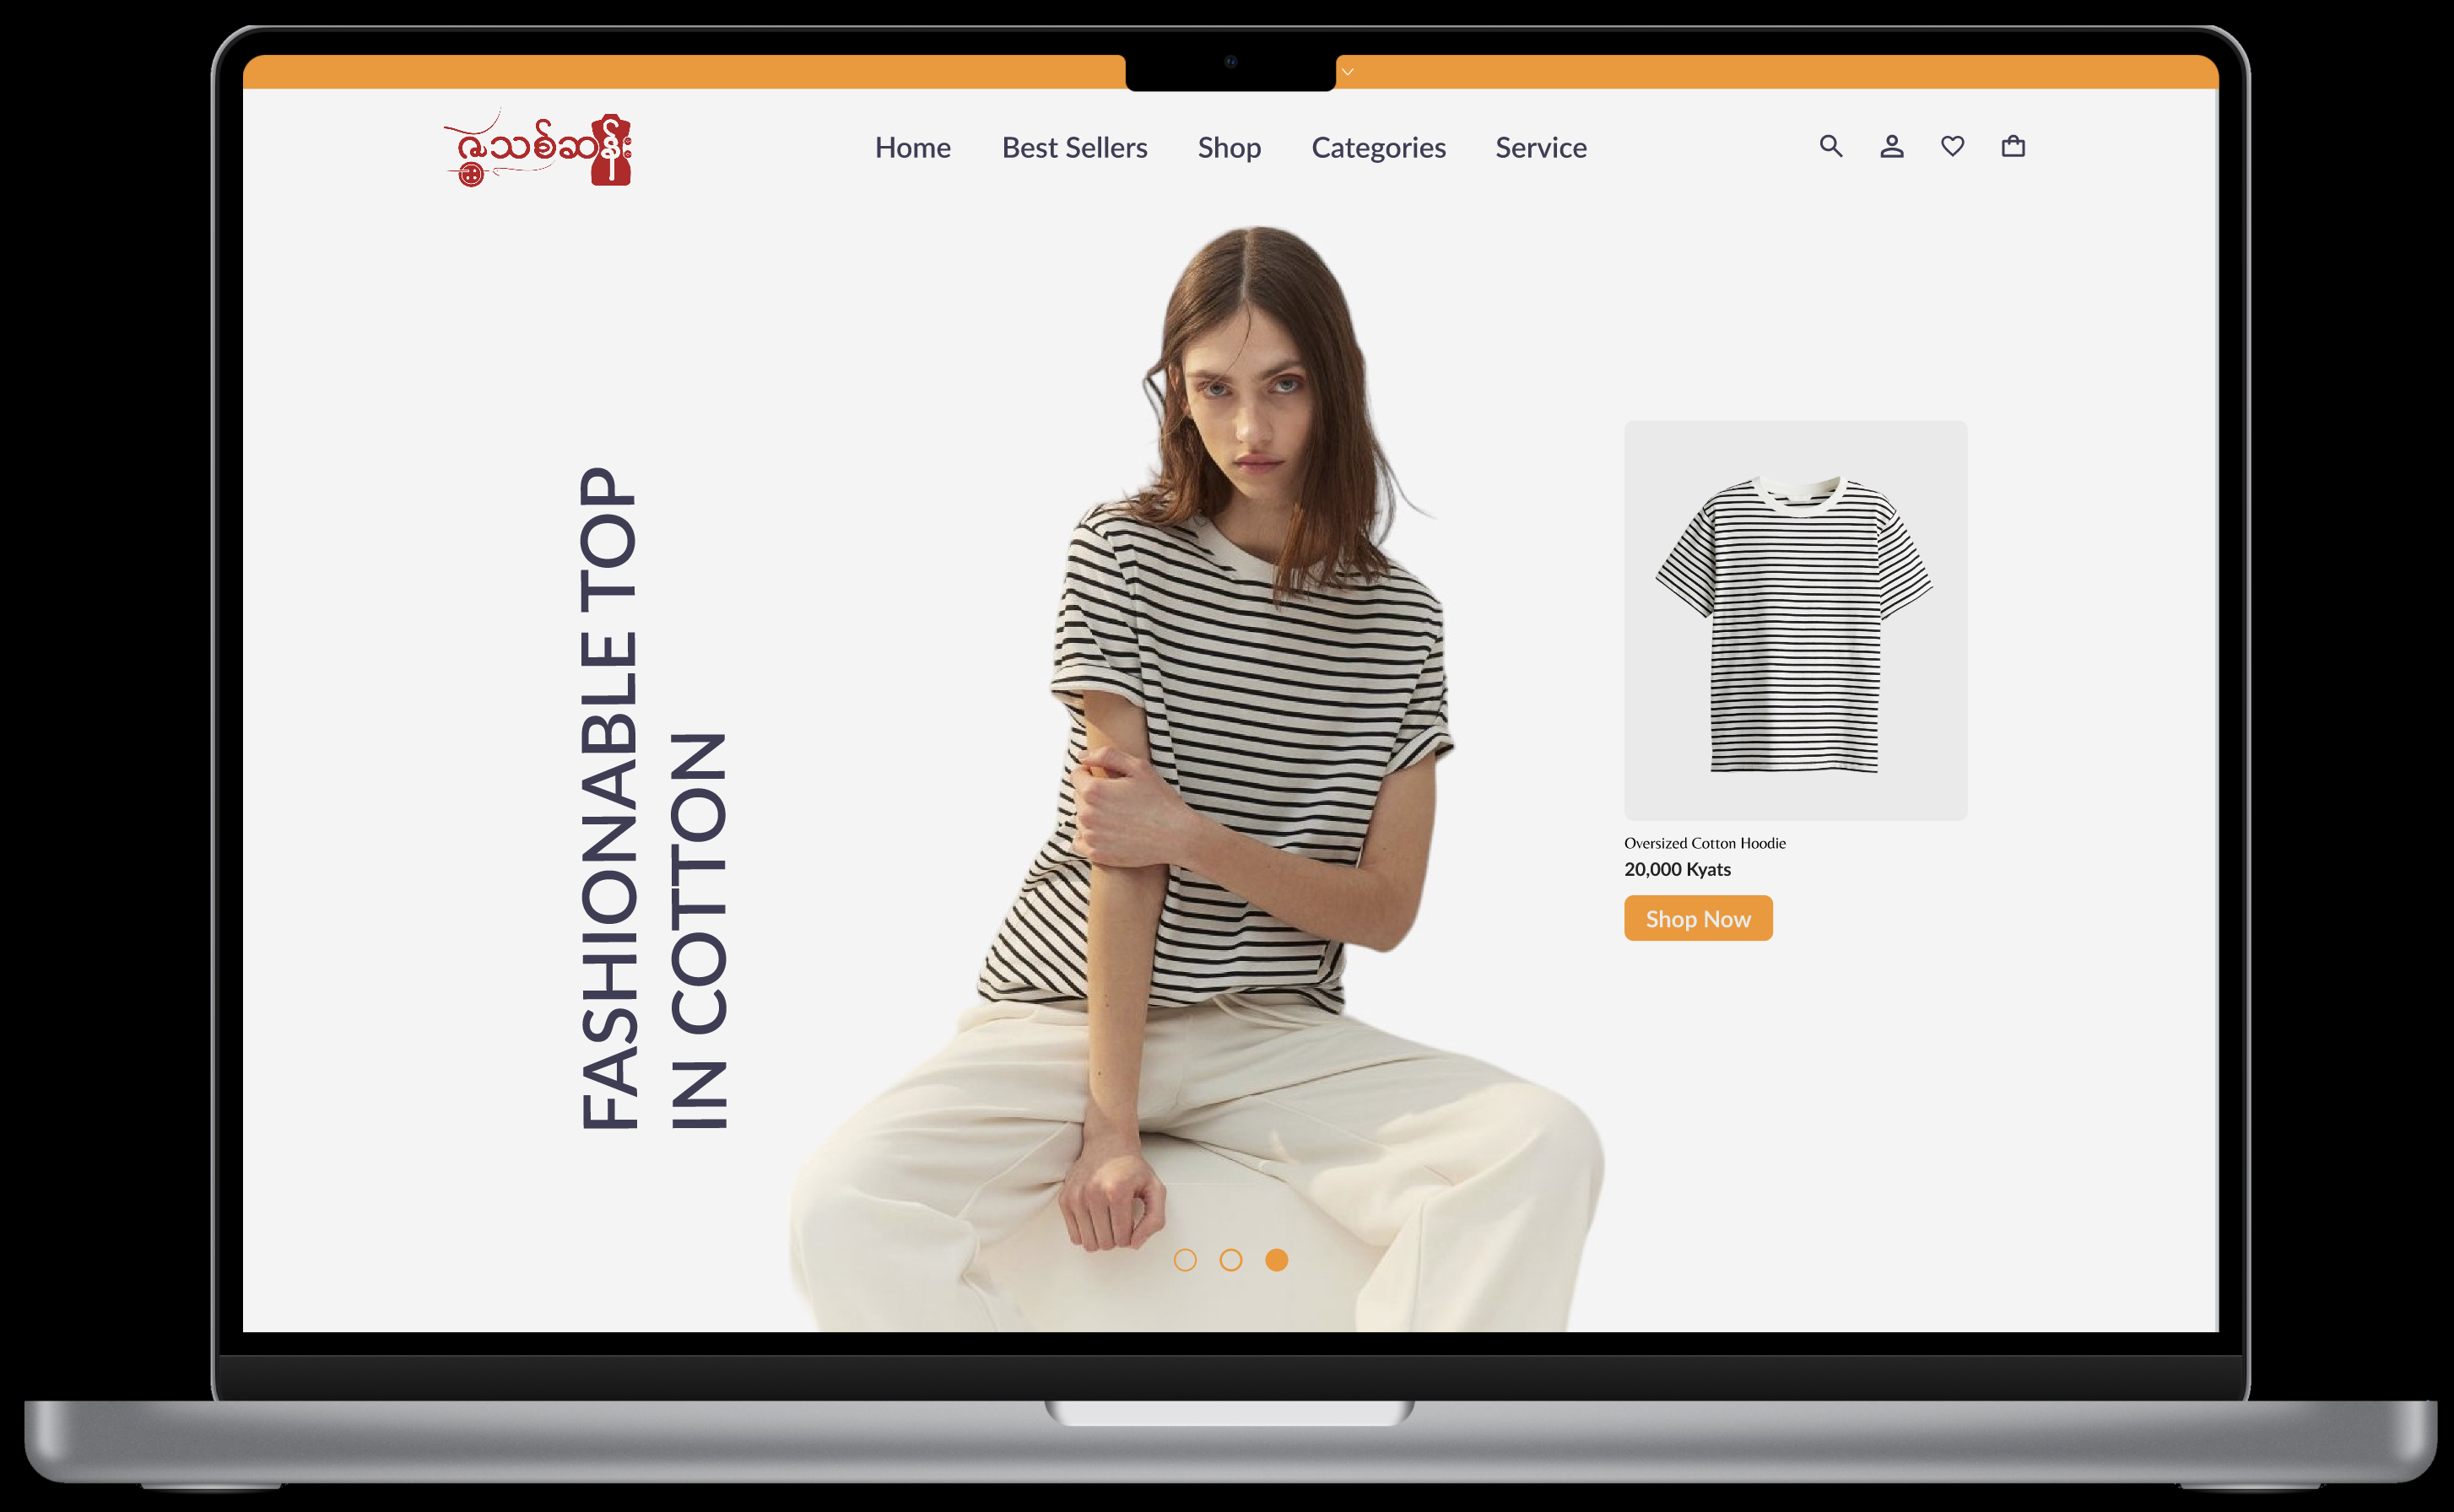 ဇွဲသစ်ဆန်း
Home Best Sellers Shop Categories Service
FASHIONABLE TOP
IN COTTON
Oversized Cotton Hoodie
20,000 Kyats
Shop Now